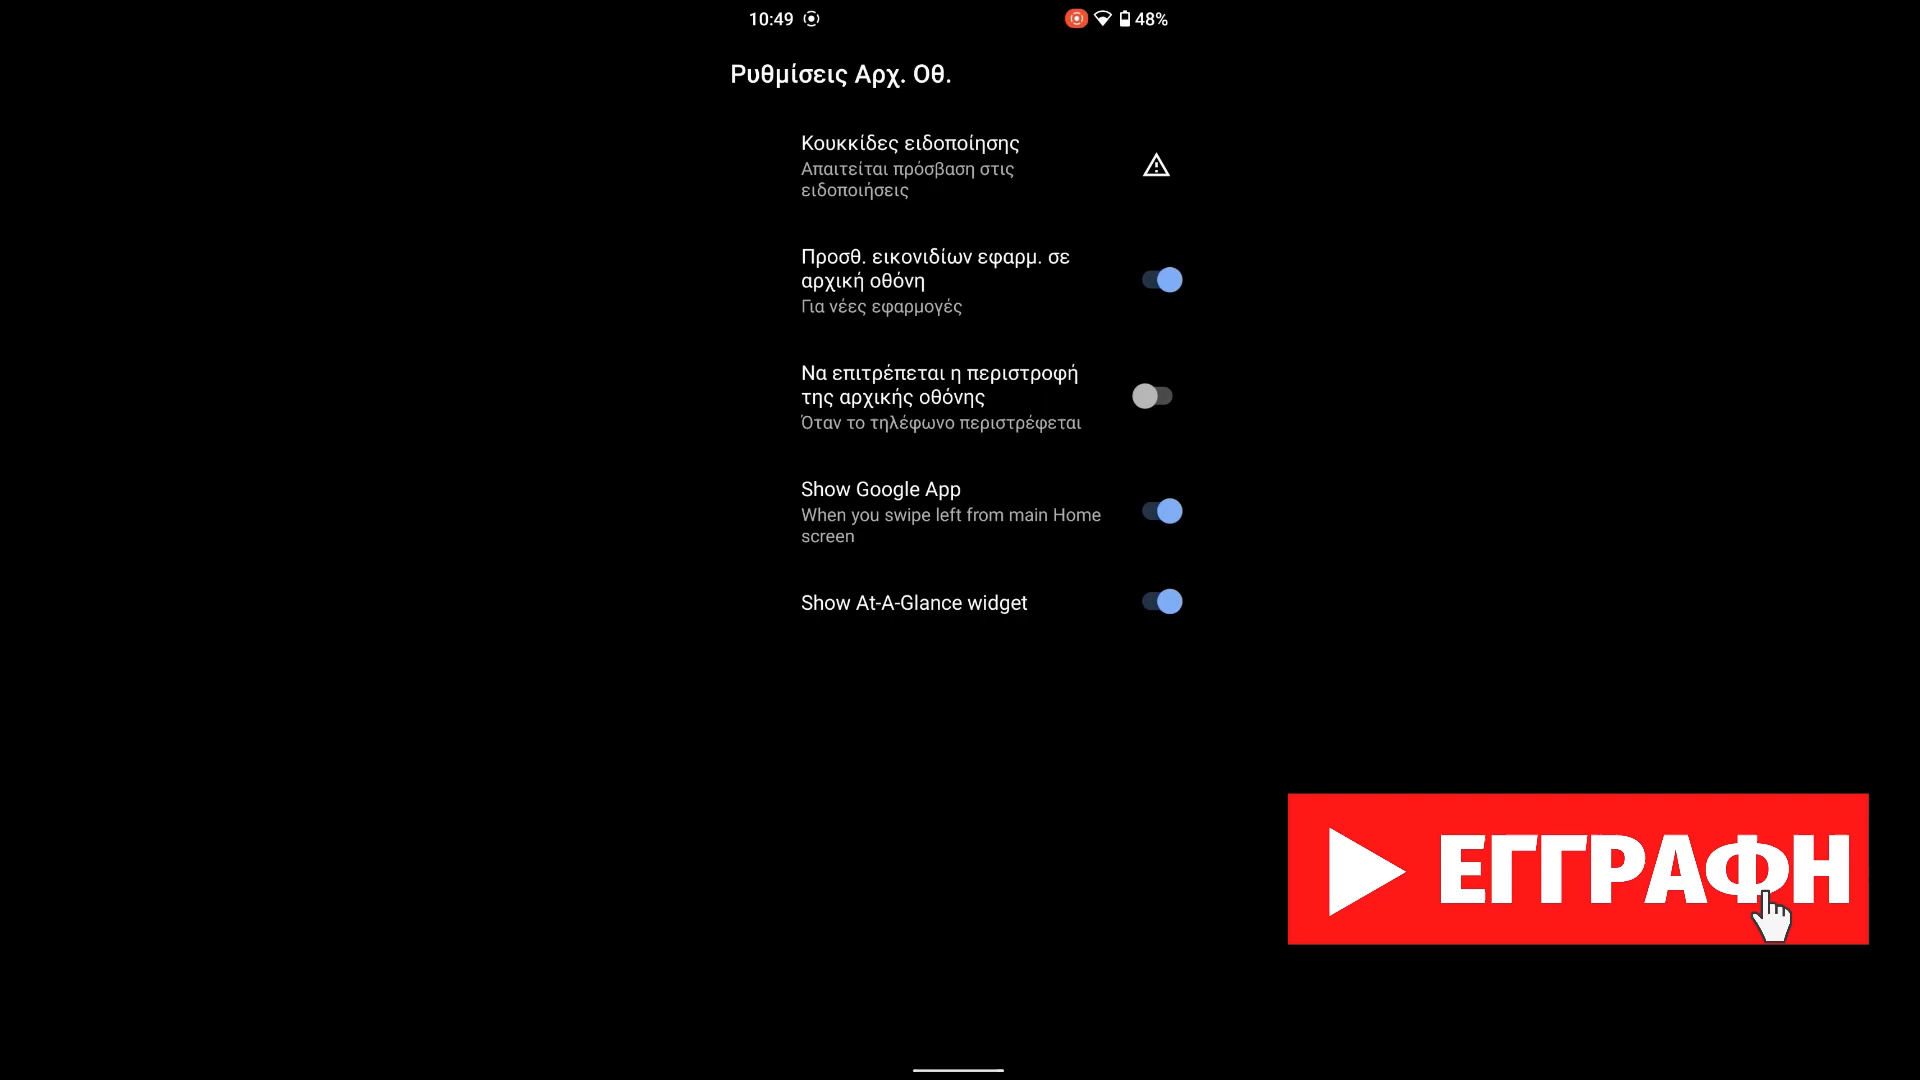 10:49
48%
Ρυθμίσεις Αρχ. Οθ.
Κουκκίδες ειδοποίησης
Απαιτείται πρόσβαση στις
ειδοποιήσεις
Προσθ. εικονιδίων εφαρμ. σε
αρχική οθόνη
Για νέες εφαρμογές
Να επιτρέπεται η περιστροφή
της αρχικής οθόνης
Όταν το τηλέφωνο περιστρέφεται
Show Google App
When you swipe left from main Home
screen
Show At-A-Glance widget
ΕΓΓΡΑΦΗ